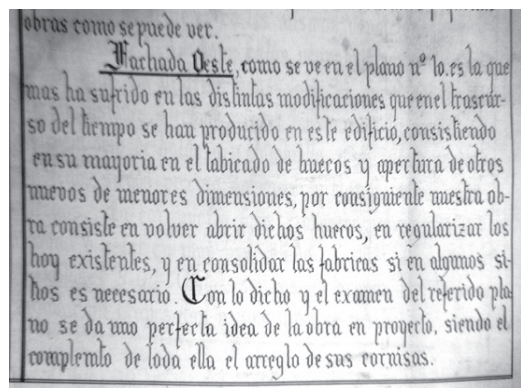 obras como se puede ver.
Fachada Oeste, como se ve en el plano nº 10. es la que
mas ha sufrido en las distintas modificaciones que en el trascur-
so del tiempo se han producido en este edificio, consistiendo
en su mayoria en el tabicado de huecos y apertura de otros
nuevos de menores dimensiones, por consiguiente nuestra ob-
ra consiste en volver abrir dichos huecos, en regularizar los
hoy existentes, y en consolidar las fabricas si en algunos si-
tios es necesario. Con lo dicho y el examen del referido pla-
no se da uno perfecta idea de la obra en proyecto, siendo el
complemto de toda ella el arreglo de sus cornisas.